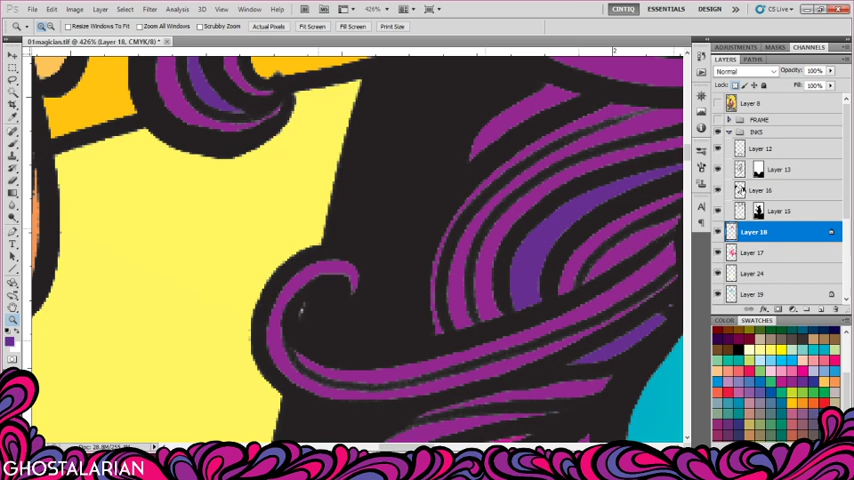 PS File Edit Image Layer Select Filter Analysis 3D View Window Help 426% CINTIQ ESSENTIALS DESIGN CS Live
Resize Windows To Fit Zoom All Windows Scrubby Zoom Actual Pixels Fit Screen Fill Screen Print Size
01magician.tif @ 426% (Layer 18, CMYK/8) *
ADJUSTMENTS MASKS CHANNELS
LAYERS PATHS
Normal Opacity: 100%
Lock: Fill: 100%
Layer 8
FRAME
INKS
Layer 12
Layer 13
Layer 16
Layer 15
Layer 18
Layer 17
Layer 24
Layer 19
COLOR SWATCHES
2
GHOSTALARIAN